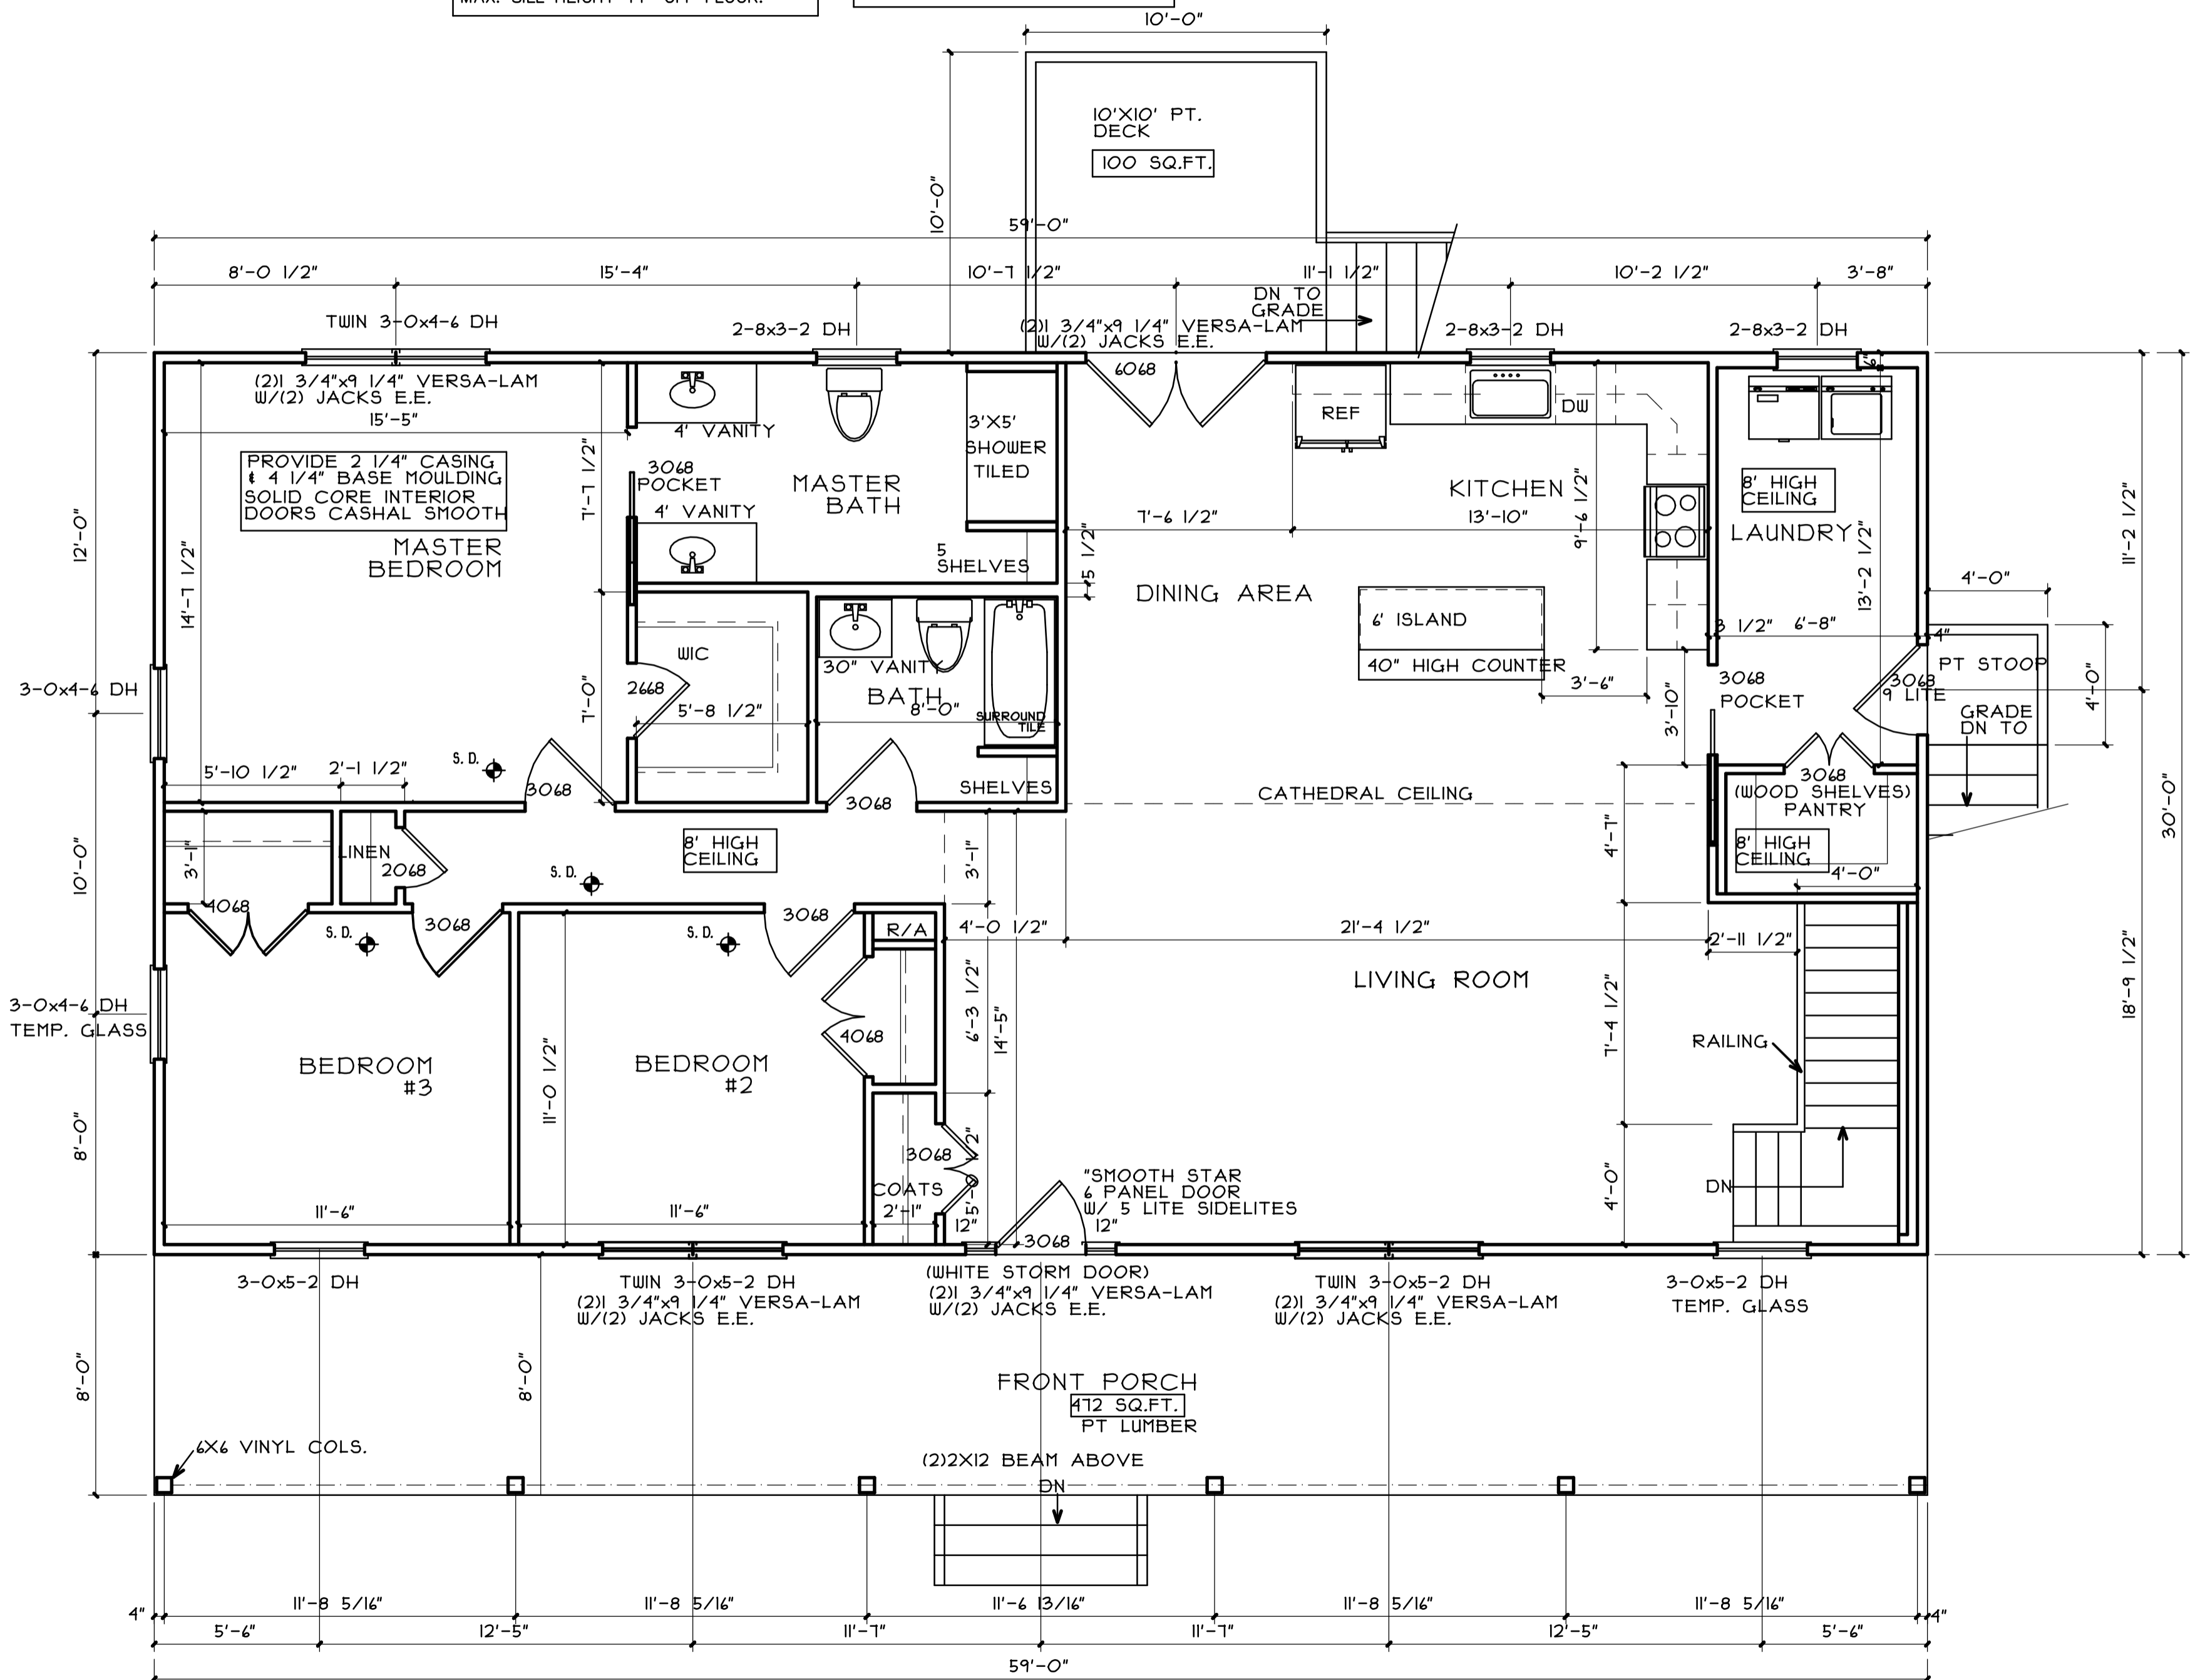 10'-0"
10'X10' PT.
DECK
100 SQ.FT.
10'-0"
59'-0"
8'-0 1/2"
15'-4"
10'-7 1/2"
11'-1 1/2"
10'-2 1/2"
3'-8"
DN TO
GRADE
TWIN 3-0x4-6 DH
2-8x3-2 DH
(2)1 3/4"x9 1/4" VERSA-LAM
W/(2) JACKS E.E.
2-8x3-2 DH
2-8x3-2 DH
6068
6"
(2)1 3/4"x9 1/4" VERSA-LAM
W/(2) JACKS E.E.
15'-5"
4' VANITY
3'X5'
SHOWER
TILED
REF
DW
PROVIDE 2 1/4" CASING
& 4 1/4" BASE MOULDING
SOLID CORE INTERIOR
DOORS CASHAL SMOOTH
MASTER
BEDROOM
14'-7 1/2"
12'-0"
7'-7 1/2"
3068
POCKET
4' VANITY
MASTER
BATH
5
SHELVES
5 1/2"
7'-6 1/2"
KITCHEN
13'-10"
9'-6 1/2"
8' HIGH
CEILING
LAUNDRY
13'-2 1/2"
11'-2 1/2"
DINING AREA
6' ISLAND
40" HIGH COUNTER
3'-6"
3'-10"
3 1/2"
6'-8"
4"
4'-0"
4'-0"
PT STOOP
3068
9 LITE
GRADE
DN TO
3068
POCKET
3-0x4-6 DH
WIC
2668
7'-0"
5'-8 1/2"
30" VANITY
BATH
8'-0"
SURROUND
TILE
SHELVES
S.D.
5'-10 1/2"
2'-1 1/2"
3068
3068
CATHEDRAL CEILING
3068
(WOOD SHELVES)
PANTRY
8' HIGH
CEILING
4'-0"
4'-7"
30'-0"
10'-0"
3'-1"
LINEN
2068
8' HIGH
CEILING
S.D.
3'-1"
4068
3068
3068
S.D.
S.D.
R/A
4'-0 1/2"
21'-4 1/2"
2'-11 1/2"
18'-9 1/2"
3-0x4-6 DH
TEMP. GLASS
LIVING ROOM
6'-3 1/2"
14'-5"
7'-4 1/2"
RAILING
BEDROOM
#3
11'-0 1/2"
BEDROOM
#2
4068
8'-0"
3068
COATS
2'-1"
12"
"SMOOTH STAR
6 PANEL DOOR
W/ 5 LITE SIDELITES
12"
3068
DN
4'-0"
11'-6"
11'-6"
3-0x5-2 DH
TWIN 3-0x5-2 DH
(2)1 3/4"x9 1/4" VERSA-LAM
W/(2) JACKS E.E.
(WHITE STORM DOOR)
(2)1 3/4"x9 1/4" VERSA-LAM
W/(2) JACKS E.E.
TWIN 3-0x5-2 DH
(2)1 3/4"x9 1/4" VERSA-LAM
W/(2) JACKS E.E.
3-0x5-2 DH
TEMP. GLASS
8'-0"
8'-0"
FRONT PORCH
472 SQ.FT.
PT LUMBER
6X6 VINYL COLS.
(2)2X12 BEAM ABOVE
DN
4"
11'-8 5/16"
11'-8 5/16"
11'-6 13/16"
11'-8 5/16"
11'-8 5/16"
4"
5'-6"
12'-5"
11'-7"
11'-7"
12'-5"
5'-6"
59'-0"